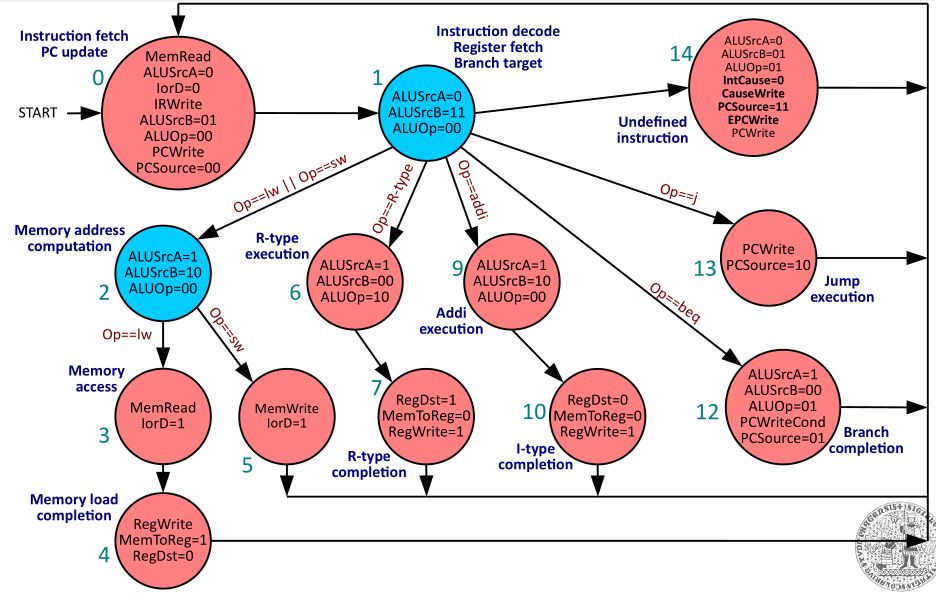 Instruction fetch
PC update
0
MemRead
ALUSrcA=0
IorD=0
IRWrite
ALUSrcB=01
ALUOp=00
PCWrite
PCSource=00
START
Instruction decode
Register fetch
Branch target
1
ALUSrcA=0
ALUSrcB=11
ALUOp=00
14
ALUSrcA=0
ALUSrcB=01
ALUOp=01
IntCause=0
CauseWrite
PCSource=11
EPCWrite
PCWrite
Undefined
instruction
Op==lw || Op==sw
Op==R-type
Op==addi
Op==beq
Op==j
Memory address
computation
2
ALUSrcA=1
ALUSrcB=10
ALUOp=00
R-type
execution
6
ALUSrcA=1
ALUSrcB=00
ALUOp=10
9
ALUSrcA=1
ALUSrcB=10
ALUOp=00
Addi
execution
13
PCWrite
PCSource=10
Jump
execution
Op==lw
Op==sw
Memory
access
3
MemRead
IorD=1
5
MemWrite
IorD=1
7
RegDst=1
MemToReg=0
RegWrite=1
R-type
completion
10
RegDst=0
MemToReg=0
RegWrite=1
I-type
completion
12
ALUSrcA=1
ALUSrcB=00
ALUOp=01
PCWriteCond
PCSource=01
Branch
completion
Memory load
completion
4
RegWrite
MemToReg=1
RegDst=0